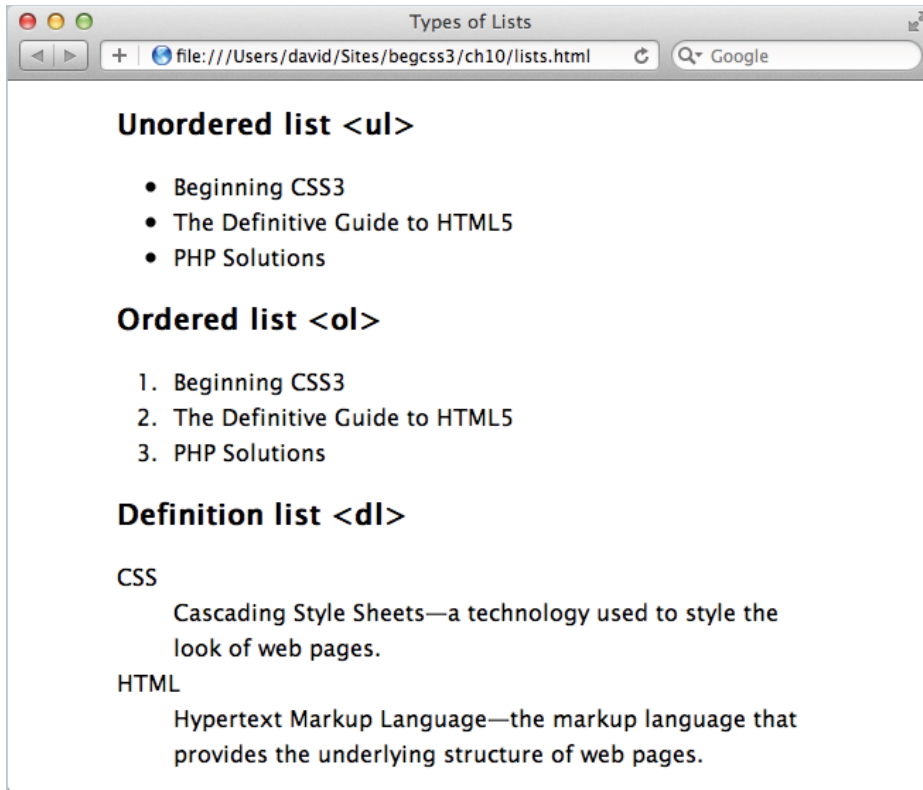 Types of Lists
file:///Users/david/Sites/begcss3/ch10/lists.html
Google
Unordered list <ul>
• Beginning CSS3
• The Definitive Guide to HTML5
• PHP Solutions
Ordered list <ol>
1. Beginning CSS3
2. The Definitive Guide to HTML5
3. PHP Solutions
Definition list <dl>
CSS
Cascading Style Sheets—a technology used to style the
look of web pages.
HTML
Hypertext Markup Language—the markup language that
provides the underlying structure of web pages.